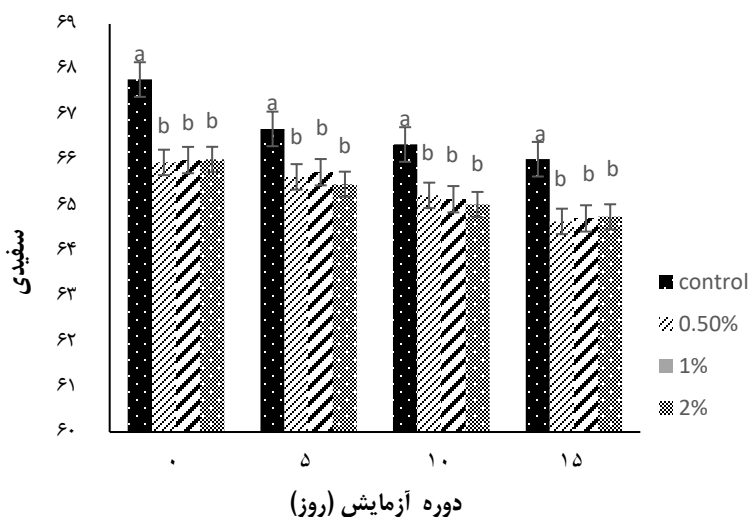 ۶۹
۶۸
۶۷
۶۶
۶۵
۶۴
۶۳
۶۲
۶۱
۶۰
سفیدی
a
b b b
a
b b b
a
b b b
a
b b b
control
0.50%
1%
2%
۰ ۵ ۱۰ ۱۵
دوره آزمایش (روز)